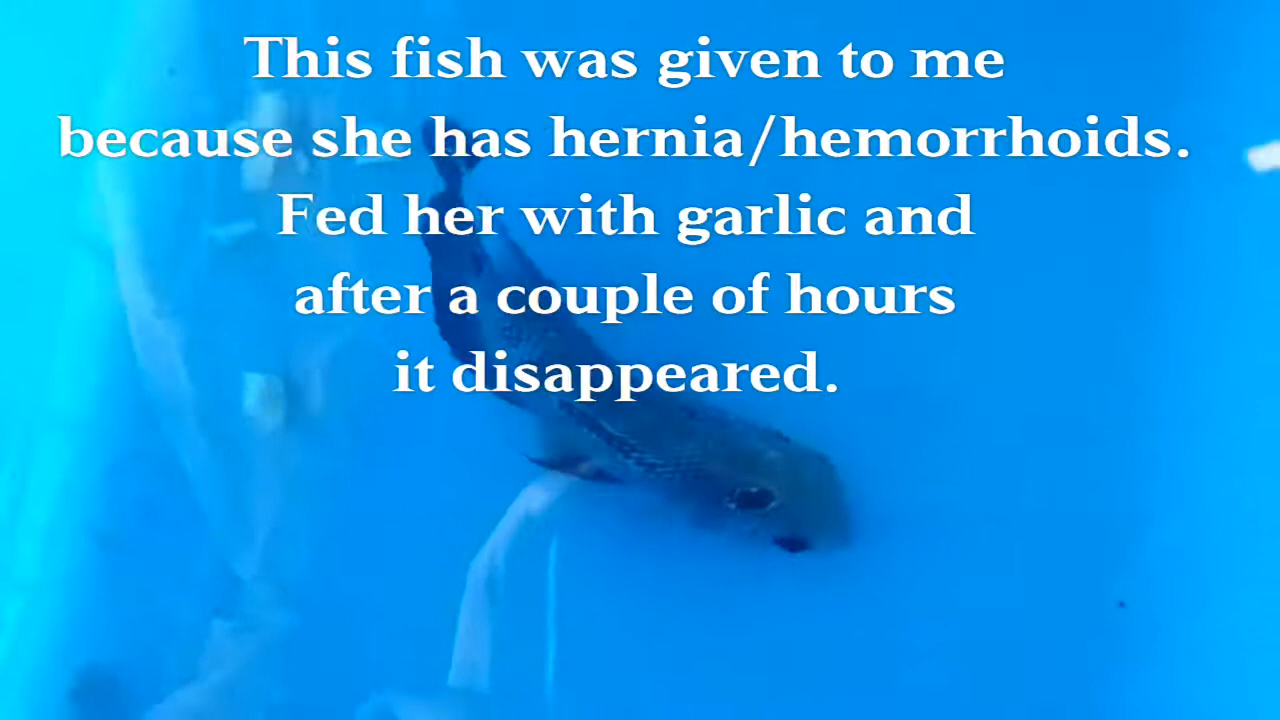 This fish was given to me
because she has hernia/hemorrhoids.
Fed her with garlic and
after a couple of hours
it disappeared.